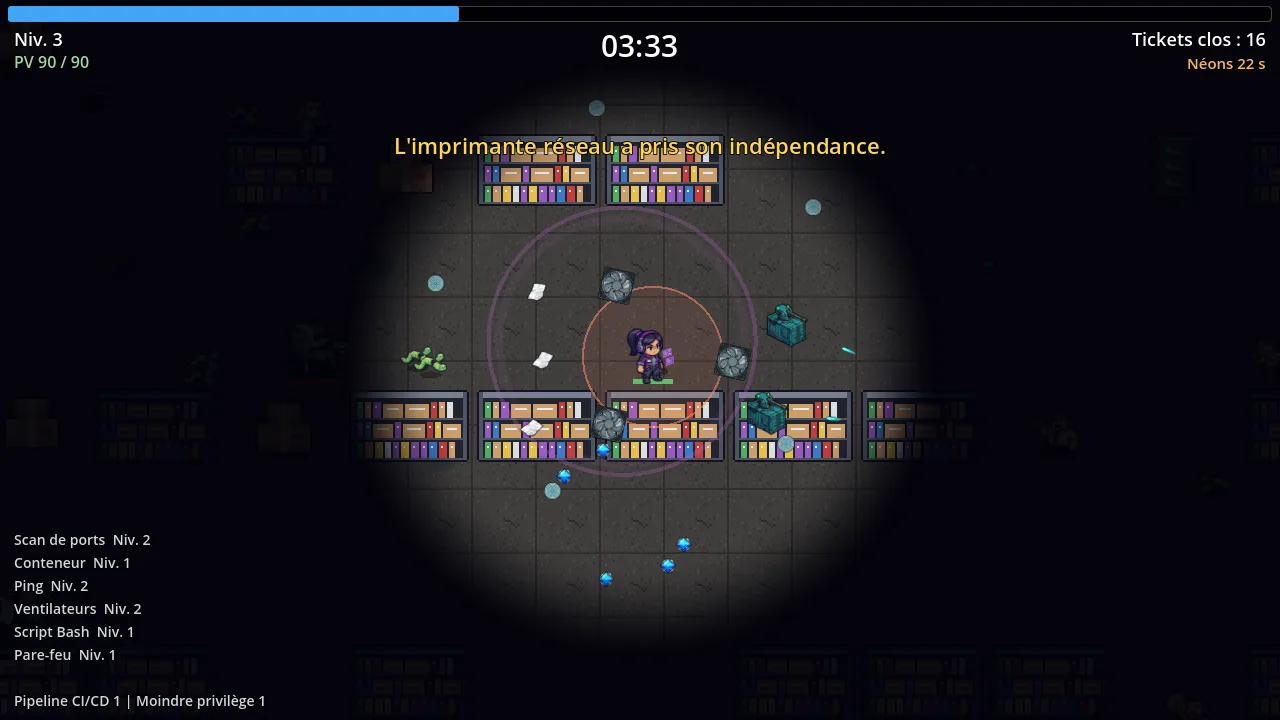 Niv. 3
03:33
Tickets clos : 16
PV 90 / 90
Néons 22 s
L'imprimante réseau a pris son indépendance.
Scan de ports Niv. 2
Conteneur Niv. 1
Ping Niv. 2
Ventilateurs Niv. 2
Script Bash Niv. 1
Pare-feu Niv. 1
Pipeline CI/CD 1 | Moindre privilège 1